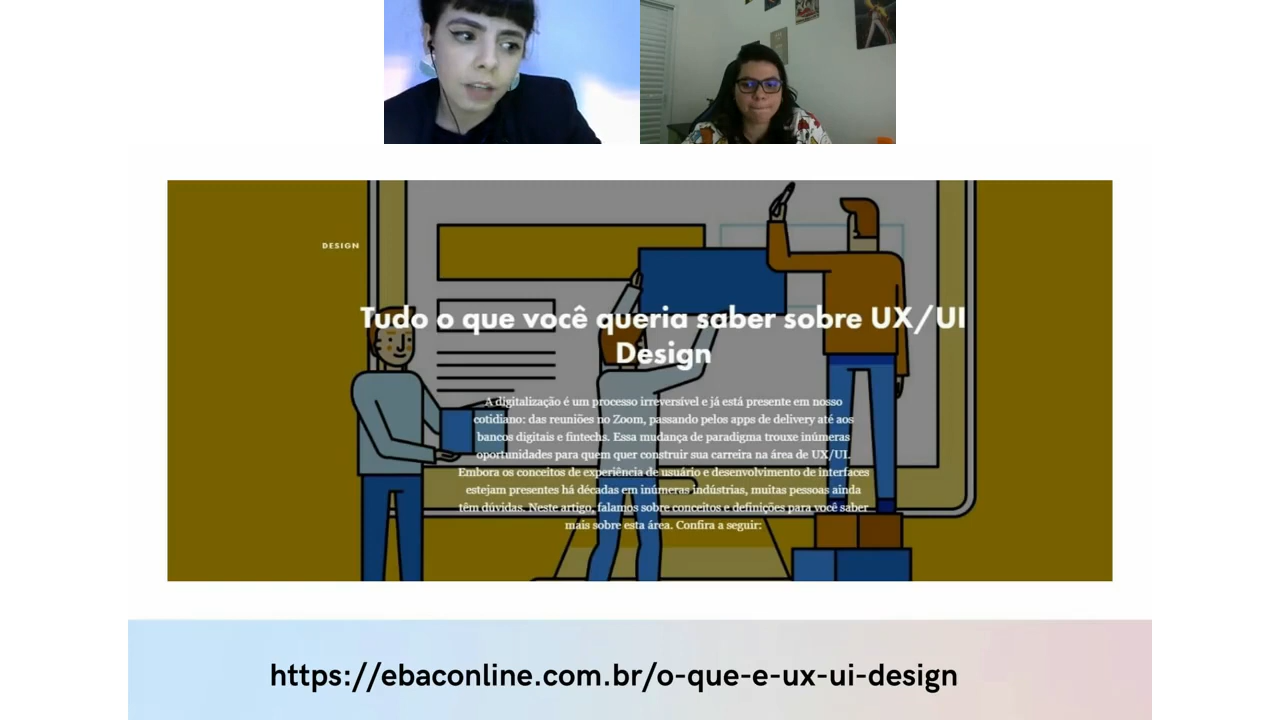 DESIGN
Tudo o que você queria saber sobre UX/UI
Design
A digitalização é um processo irreversível e já está presente em nosso
cotidiano: das reuniões no Zoom, passando pelos apps de delivery até aos
bancos digitais e fintechs. Essa mudança de paradigma trouxe inúmeras
oportunidades para quem quer construir sua carreira na área de UX/UI.
Embora os conceitos de experiência de usuário e desenvolvimento de interfaces
estejam presentes há décadas em inúmeras indústrias, muitas pessoas ainda
têm dúvidas. Neste artigo, falamos sobre conceitos e definições para você saber
mais sobre esta área. Confira a seguir:
https://ebaconline.com.br/o-que-e-ux-ui-design